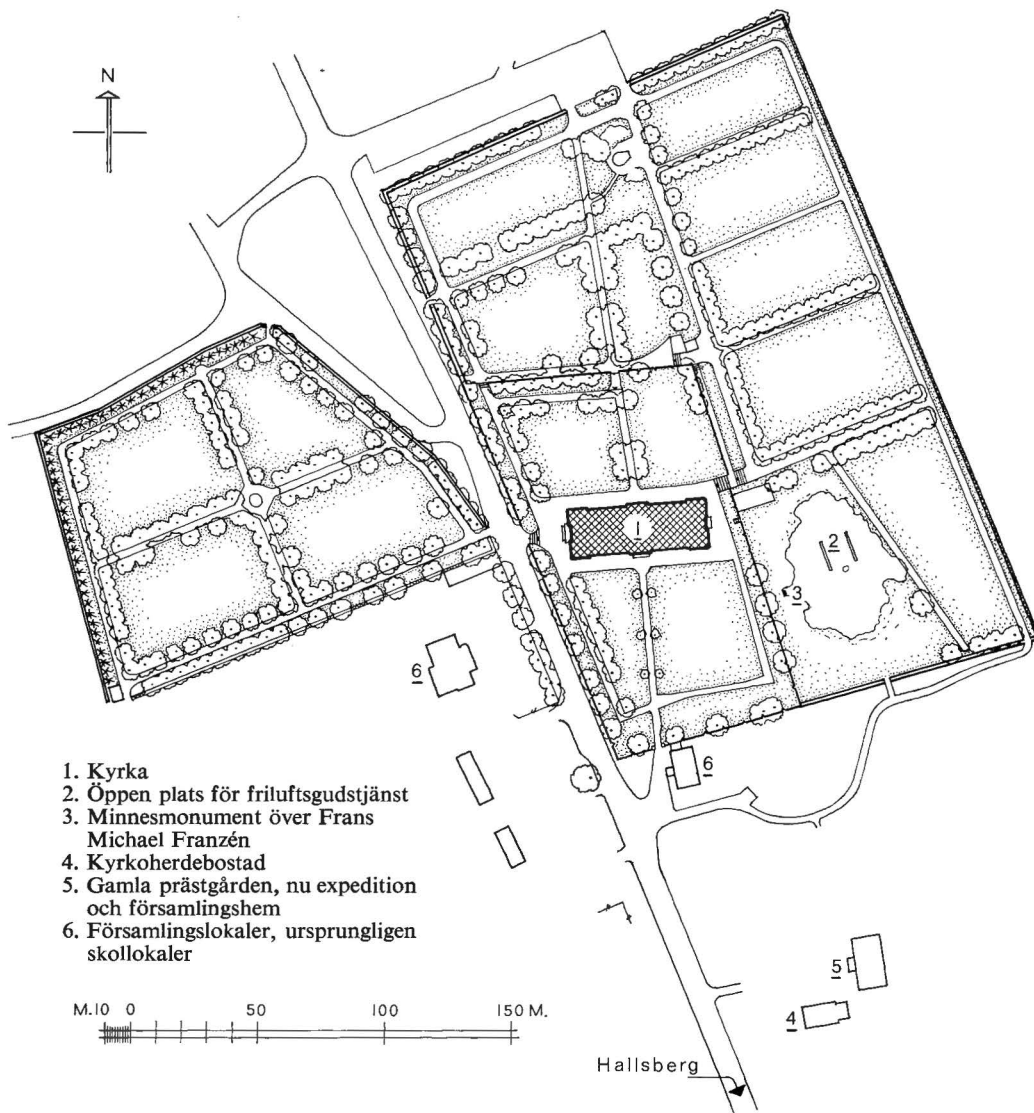 N
1
2
3
6
6
1. Kyrka
2. Öppen plats för friluftsgudstjänst
3. Minnesmonument över Frans
Michael Franzén
4. Kyrkoherdebostad
5. Gamla prästgården, nu expedition
och församlingshem
6. Församlingslokaler, ursprungligen
skollokaler
5
4
M.10 0 50 100 150 M.
Hallsberg